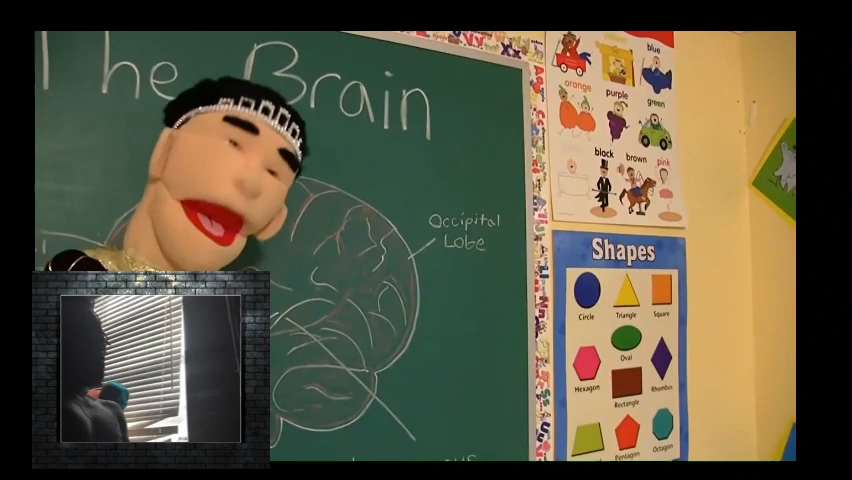 The Brain
Occipital
Lobe
blue
orange
purple
green
black
brown
pink
Shapes
Circle
Triangle
Square
Oval
Hexagon
Rhombus
Rectangle
Pentagon
Octagon